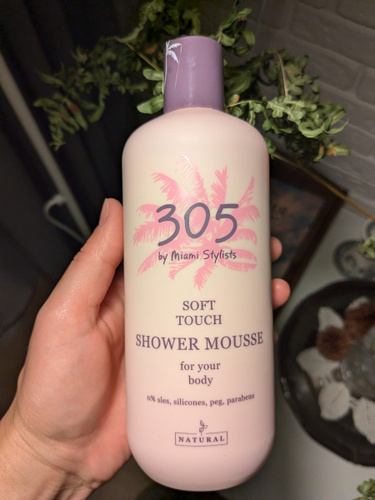 305
by Miami Stylists
SOFT
TOUCH
SHOWER MOUSSE
for your
body
0% sles, silicones, peg, parabens
NATURAL